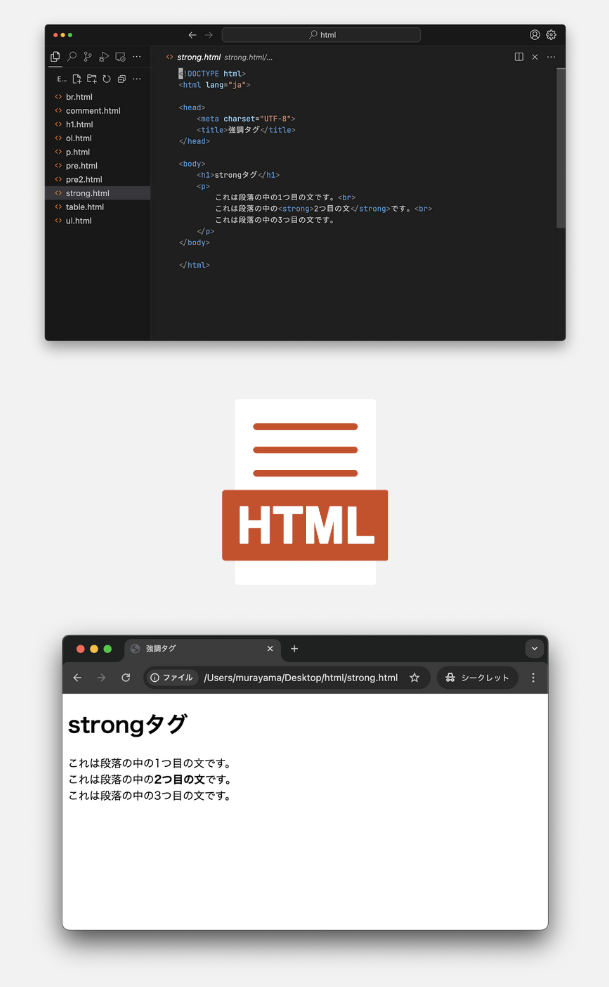 html
E...
br.html
comment.html
h1.html
ol.html
p.html
pre.html
pre2.html
strong.html
table.html
ul.html
<> strong.html strong.html/...
<!DOCTYPE html>
<html lang="ja">
<head>
<meta charset="UTF-8">
<title>強調タグ</title>
</head>
<body>
<h1>strongタグ</h1>
<p>
これは段落の中の1つ目の文です。<br>
これは段落の中の<strong>2つ目の文</strong>です。<br>
これは段落の中の3つ目の文です。
</p>
</body>
</html>
HTML
強調タグ
ファイル /Users/murayama/Desktop/html/strong.html シークレット
strongタグ
これは段落の中の1つ目の文です。
これは段落の中の2つ目の文です。
これは段落の中の3つ目の文です。